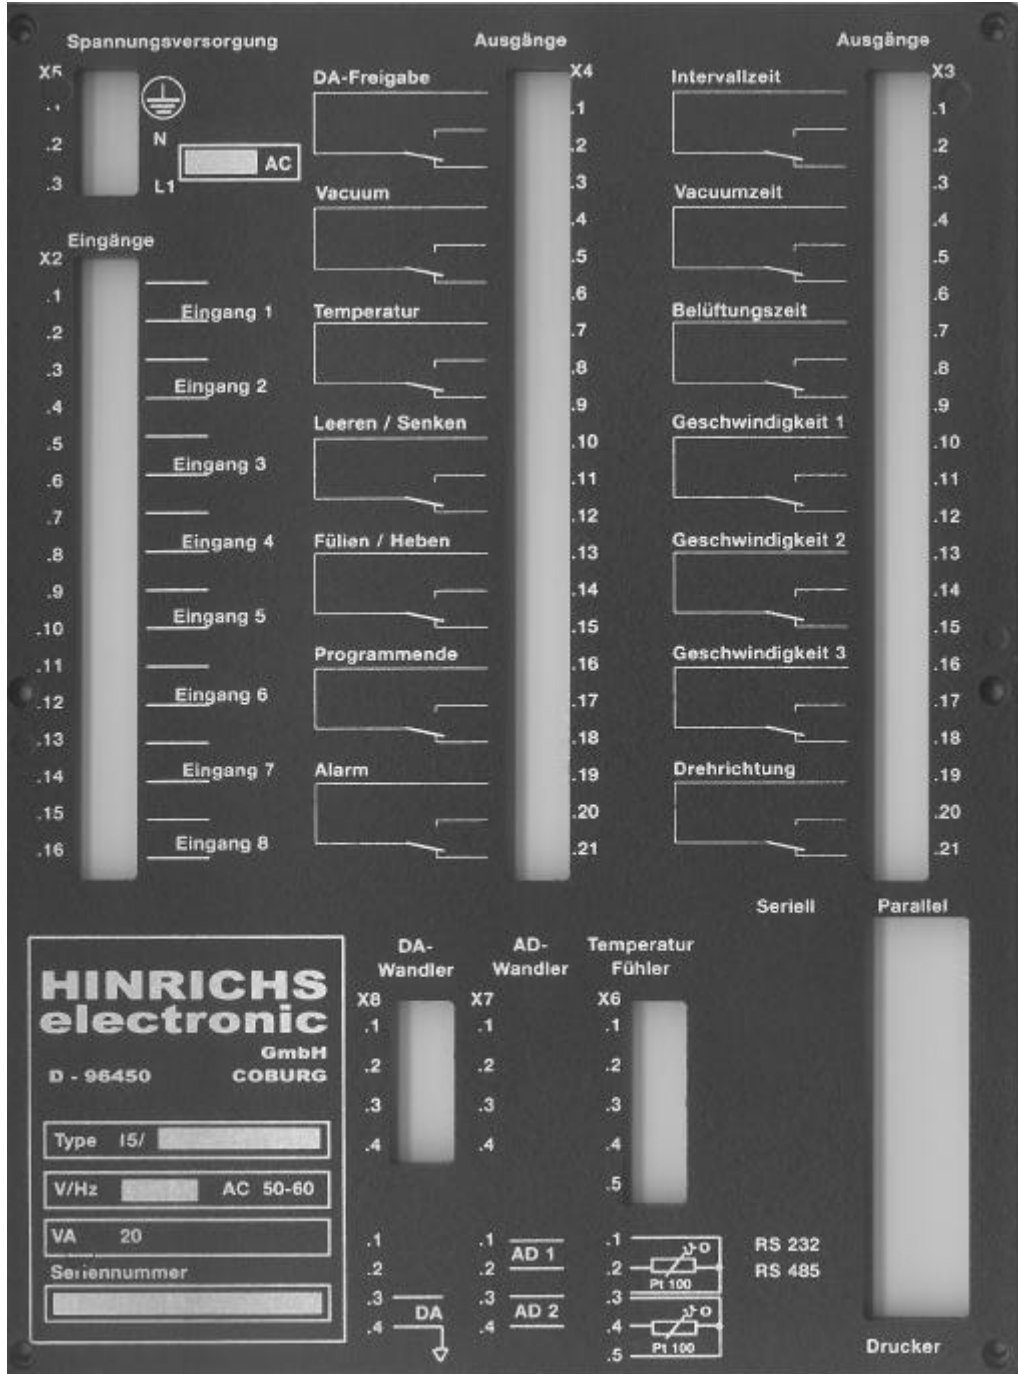 Spannungsversorgung
X5
.1
.2
.3
N
L1
AC
Eingänge
X2
.1
.2
.3
.4
.5
.6
.7
.8
.9
.10
.11
.12
.13
.14
.15
.16
Eingang 1
Eingang 2
Eingang 3
Eingang 4
Eingang 5
Eingang 6
Eingang 7
Eingang 8
Ausgänge
X4
DA-Freigabe
Vacuum
Temperatur
Leeren / Senken
Füllen / Heben
Programmende
Alarm
.1
.2
.3
.4
.5
.6
.7
.8
.9
.10
.11
.12
.13
.14
.15
.16
.17
.18
.19
.20
.21
Ausgänge
X3
Intervallzeit
Vacuumzeit
Belüftungszeit
Geschwindigkeit 1
Geschwindigkeit 2
Geschwindigkeit 3
Drehrichtung
.1
.2
.3
.4
.5
.6
.7
.8
.9
.10
.11
.12
.13
.14
.15
.16
.17
.18
.19
.20
.21
HINRICHS
electronic
GmbH
D - 96450 COBURG
Type I5/
V/Hz AC 50-60
VA 20
Seriennummer
DA-
Wandler
X8
.1
.2
.3
.4
.1
.2
.3
.4
DA
AD-
Wandler
X7
.1
.2
.3
.4
.1
.2
.3
.4
AD 1
AD 2
Temperatur
Fühler
X6
.1
.2
.3
.4
.5
.1
.2
.3
.4
.5
ϑ
Pt 100
ϑ
Pt 100
Seriell
RS 232
RS 485
Parallel
Drucker